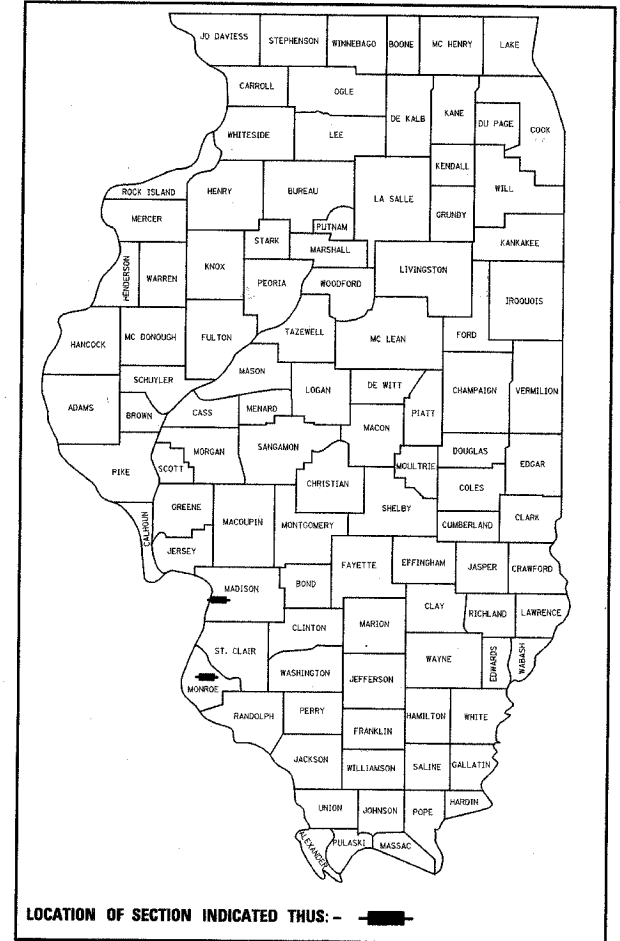 JO DAVIESS STEPHENSON WINNEBAGO BOONE MC HENRY LAKE
CARROLL OGLE DE KALB KANE DU PAGE COOK
WHITESIDE LEE KENDALL WILL
ROCK ISLAND HENRY BUREAU LA SALLE GRUNDY
MERCER PUTNAM KANKAKEE
STARK MARSHALL
HENDERSON WARREN KNOX PEORIA WOODFORD LIVINGSTON IROQUOIS
HANCOCK MC DONOUGH FULTON TAZEWELL MC LEAN FORD
MASON
SCHUYLER LOGAN DE WITT CHAMPAIGN VERMILION
ADAMS BROWN CASS MENARD MACON PIATT
PIKE SCOTT MORGAN SANGAMON MOULTRIE DOUGLAS EDGAR
CHRISTIAN COLES
CALHOUN GREENE MACOUPIN MONTGOMERY SHELBY CUMBERLAND CLARK
JERSEY FAYETTE EFFINGHAM JASPER CRAWFORD
MADISON BOND
CLAY RICHLAND LAWRENCE
CLINTON MARION
ST. CLAIR WAYNE EDWARDS WABASH
WASHINGTON JEFFERSON
MONROE
RANDOLPH PERRY HAMILTON WHITE
FRANKLIN
JACKSON WILLIAMSON SALINE GALLATIN
UNION JOHNSON POPE HARDIN
ALEXANDER PULASKI MASSAC
LOCATION OF SECTION INDICATED THUS: -